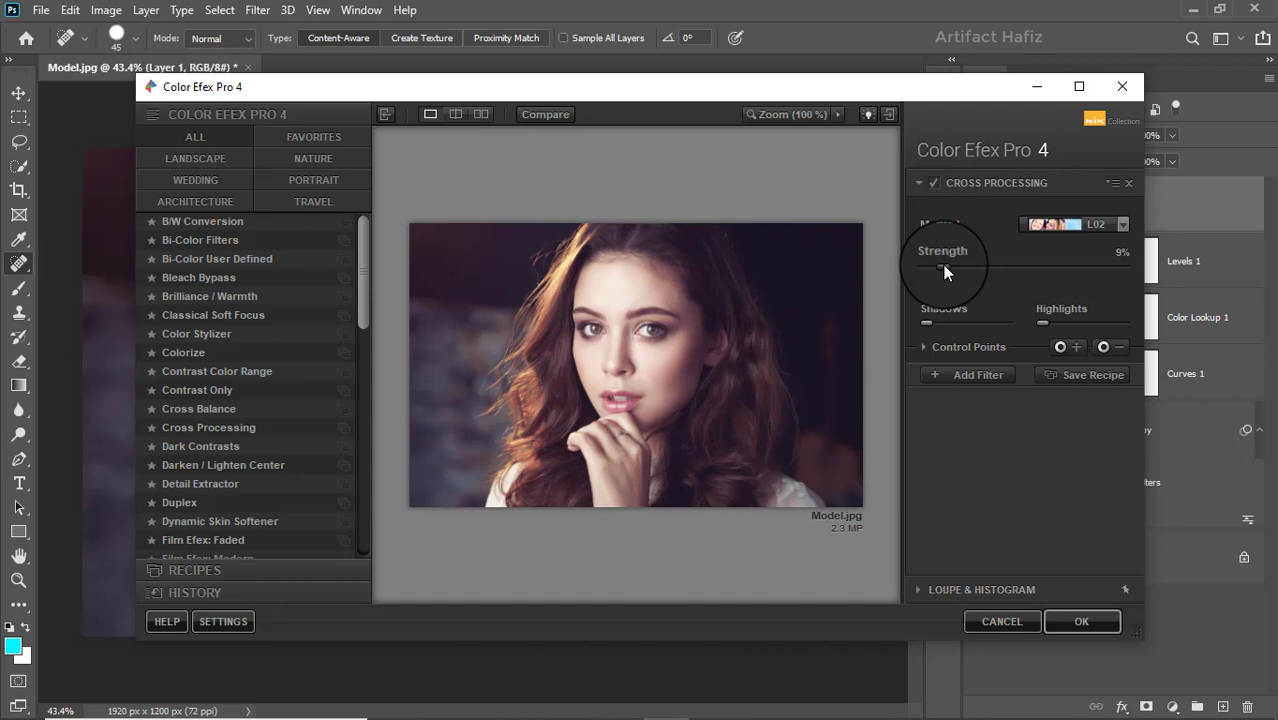 Ps File Edit Image Layer Type Select Filter 3D View Window Help
45 Mode: Normal Type: Content-Aware Create Texture Proximity Match Sample All Layers 0° Artifact Hafiz
Model.jpg @ 43.4% (Layer 1, RGB/8#) *
Color Efex Pro 4
COLOR EFEX PRO 4
Compare
Zoom (100 %)
ALL FAVORITES
LANDSCAPE NATURE
WEDDING PORTRAIT
ARCHITECTURE TRAVEL
B/W Conversion
Bi-Color Filters
Bi-Color User Defined
Bleach Bypass
Brilliance / Warmth
Classical Soft Focus
Color Stylizer
Colorize
Contrast Color Range
Contrast Only
Cross Balance
Cross Processing
Dark Contrasts
Darken / Lighten Center
Detail Extractor
Duplex
Dynamic Skin Softener
Film Efex: Faded
Film Efex: Modern
RECIPES
HISTORY
HELP SETTINGS
Model.jpg
2.3 MP
Nik Collection
Color Efex Pro 4
CROSS PROCESSING
L02
Strength 9%
Shadows Highlights
Control Points
Add Filter Save Recipe
LOUPE & HISTOGRAM
CANCEL OK
Levels 1
Color Lookup 1
Curves 1
43.4% 1920 px x 1200 px (72 ppi)